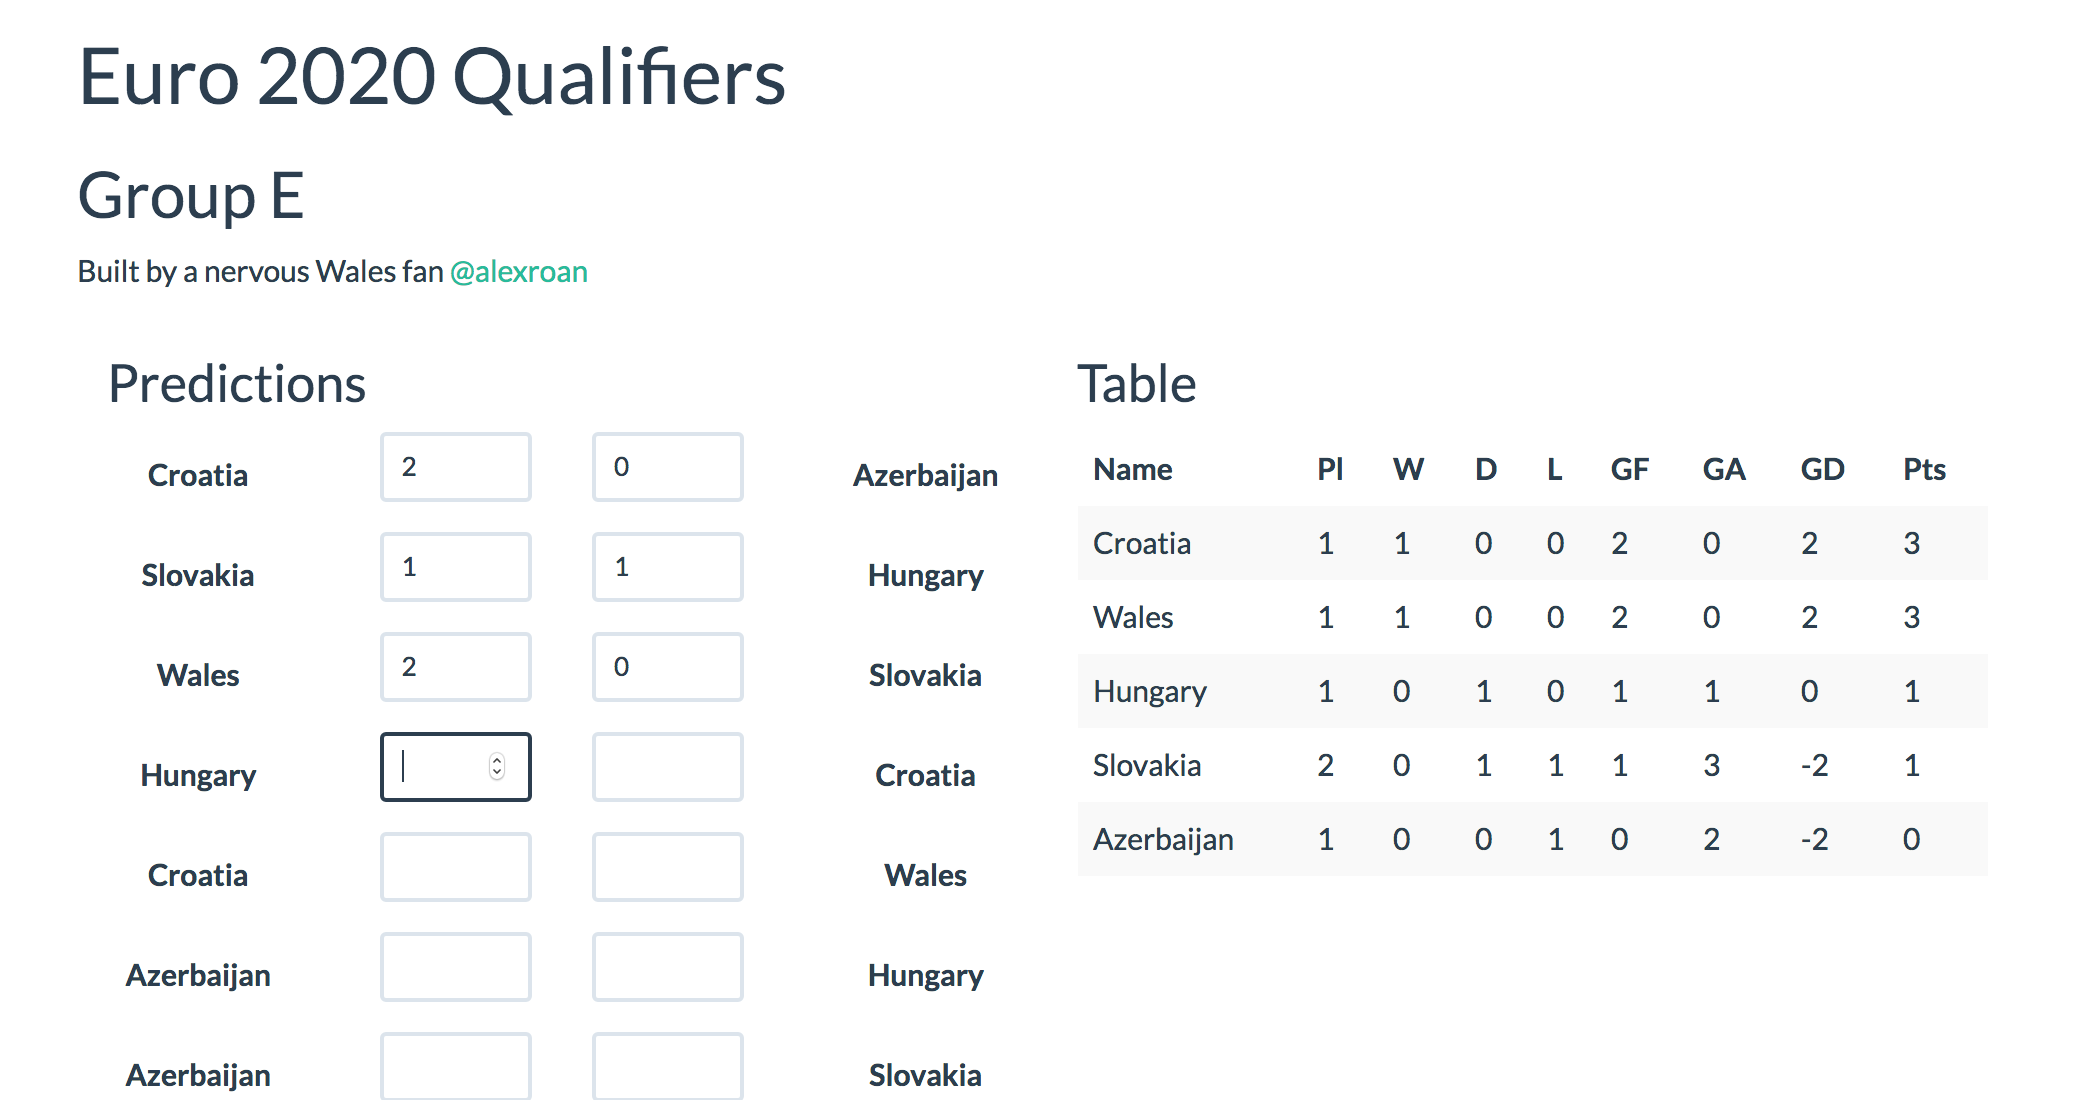 Euro 2020 Qualifiers
Group E
Built by a nervous Wales fan @alexroan
Predictions
Croatia 2 0 Azerbaijan
Slovakia 1 1 Hungary
Wales 2 0 Slovakia
Hungary Croatia
Croatia Wales
Azerbaijan Hungary
Azerbaijan Slovakia
Table
Name Pl W D L GF GA GD Pts
Croatia 1 1 0 0 2 0 2 3
Wales 1 1 0 0 2 0 2 3
Hungary 1 0 1 0 1 1 0 1
Slovakia 2 0 1 1 1 3 -2 1
Azerbaijan 1 0 0 1 0 2 -2 0